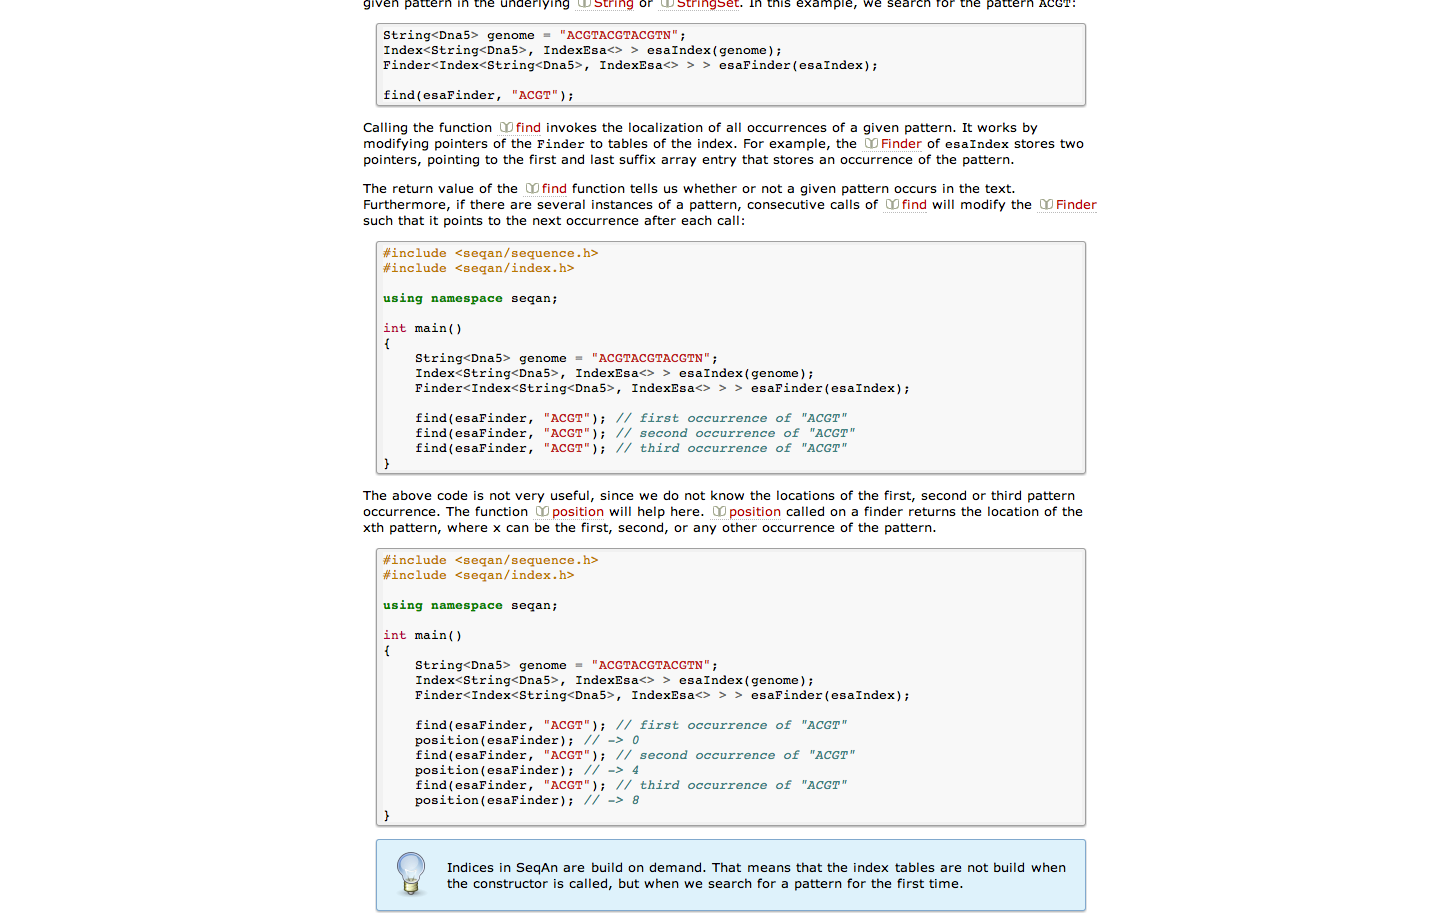 given pattern in the underlying String or StringSet. In this example, we search for the pattern ACGT:
String<Dna5> genome = "ACGTACGTACGTN";
Index<String<Dna5>, IndexEsa<> > esaIndex(genome);
Finder<Index<String<Dna5>, IndexEsa<> > > esaFinder(esaIndex);
find(esaFinder, "ACGT");
Calling the function find invokes the localization of all occurrences of a given pattern. It works by
modifying pointers of the Finder to tables of the index. For example, the Finder of esaIndex stores two
pointers, pointing to the first and last suffix array entry that stores an occurrence of the pattern.
The return value of the find function tells us whether or not a given pattern occurs in the text.
Furthermore, if there are several instances of a pattern, consecutive calls of find will modify the Finder
such that it points to the next occurrence after each call:
#include <seqan/sequence.h>
#include <seqan/index.h>
using namespace seqan;
int main()
{
String<Dna5> genome = "ACGTACGTACGTN";
Index<String<Dna5>, IndexEsa<> > esaIndex(genome);
Finder<Index<String<Dna5>, IndexEsa<> > > esaFinder(esaIndex);
find(esaFinder, "ACGT"); // first occurrence of "ACGT"
find(esaFinder, "ACGT"); // second occurrence of "ACGT"
find(esaFinder, "ACGT"); // third occurrence of "ACGT"
}
The above code is not very useful, since we do not know the locations of the first, second or third pattern
occurrence. The function position will help here. position called on a finder returns the location of the
xth pattern, where x can be the first, second, or any other occurrence of the pattern.
#include <seqan/sequence.h>
#include <seqan/index.h>
using namespace seqan;
int main()
{
String<Dna5> genome = "ACGTACGTACGTN";
Index<String<Dna5>, IndexEsa<> > esaIndex(genome);
Finder<Index<String<Dna5>, IndexEsa<> > > esaFinder(esaIndex);
find(esaFinder, "ACGT"); // first occurrence of "ACGT"
position(esaFinder); // -> 0
find(esaFinder, "ACGT"); // second occurrence of "ACGT"
position(esaFinder); // -> 4
find(esaFinder, "ACGT"); // third occurrence of "ACGT"
position(esaFinder); // -> 8
}
Indices in SeqAn are build on demand. That means that the index tables are not build when
the constructor is called, but when we search for a pattern for the first time.